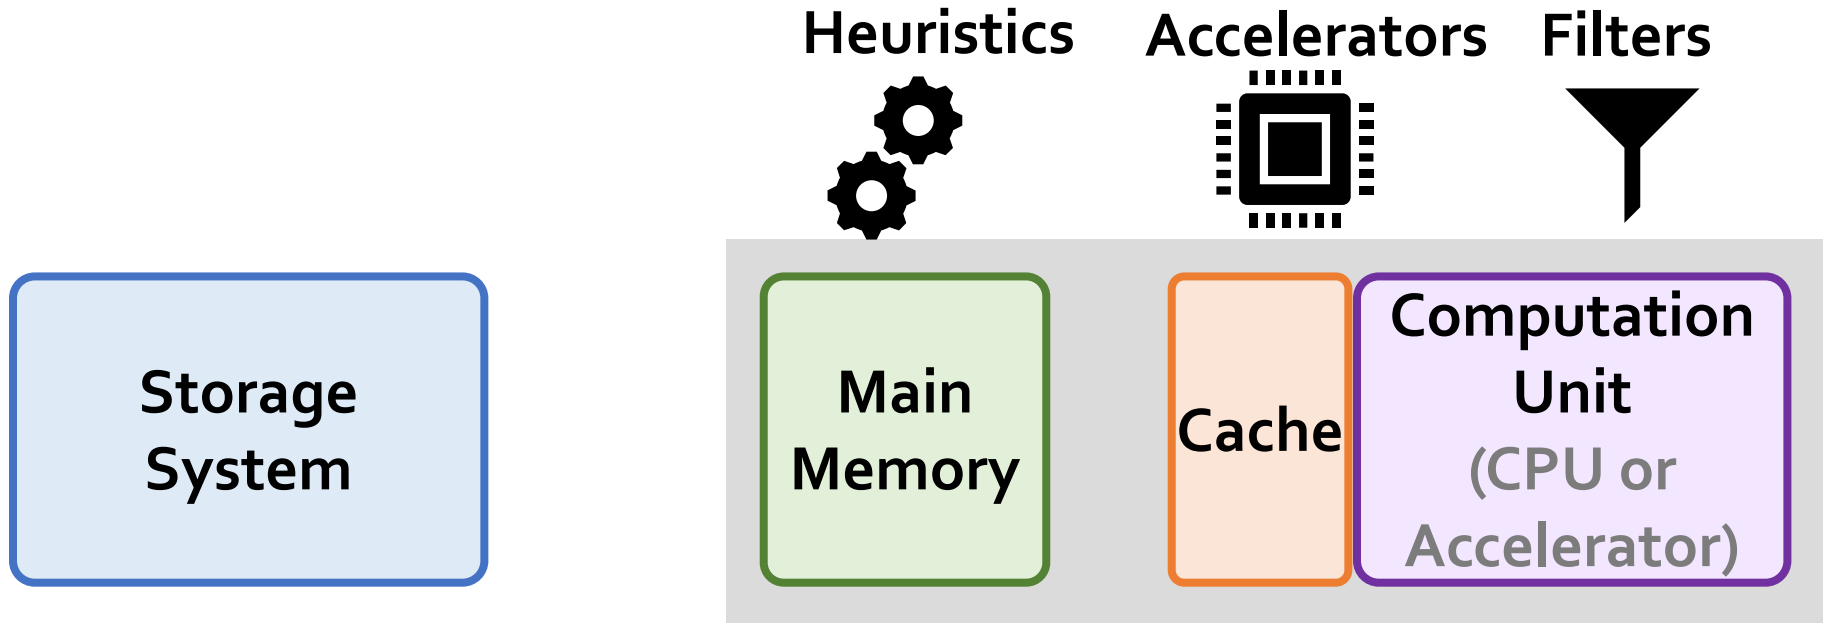 Heuristics
Accelerators
Filters
Storage
System
Main
Memory
Cache
Computation
Unit
(CPU or
Accelerator)